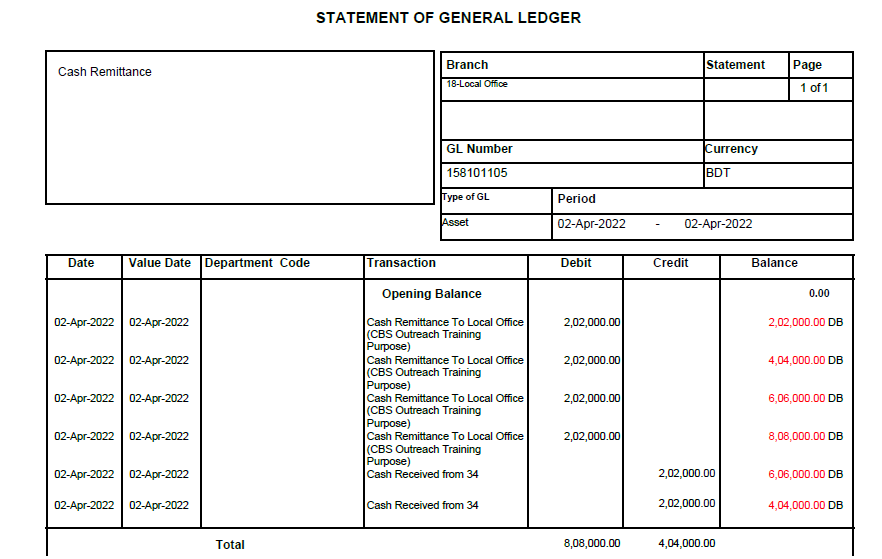 STATEMENT OF GENERAL LEDGER
Cash Remittance
Branch Statement Page
18-Local Office 1 of 1
GL Number Currency
158101105 BDT
Type of GL Period
Asset 02-Apr-2022 - 02-Apr-2022
Date Value Date Department Code Transaction Debit Credit Balance
Opening Balance 0.00
02-Apr-2022 02-Apr-2022 Cash Remittance To Local Office 2,02,000.00 2,02,000.00 DB
(CBS Outreach Training
Purpose)
02-Apr-2022 02-Apr-2022 Cash Remittance To Local Office 2,02,000.00 4,04,000.00 DB
(CBS Outreach Training
Purpose)
02-Apr-2022 02-Apr-2022 Cash Remittance To Local Office 2,02,000.00 6,06,000.00 DB
(CBS Outreach Training
Purpose)
02-Apr-2022 02-Apr-2022 Cash Remittance To Local Office 2,02,000.00 8,08,000.00 DB
(CBS Outreach Training
Purpose)
02-Apr-2022 02-Apr-2022 Cash Received from 34 2,02,000.00 6,06,000.00 DB
02-Apr-2022 02-Apr-2022 Cash Received from 34 2,02,000.00 4,04,000.00 DB
Total 8,08,000.00 4,04,000.00